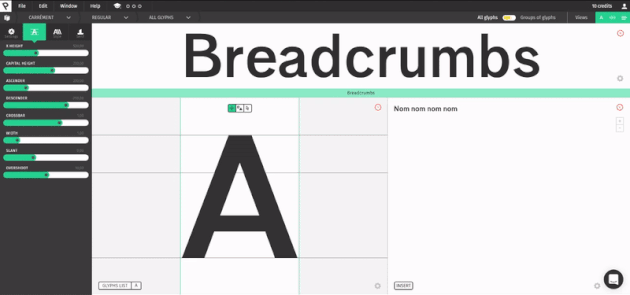 File Edit Window Help 10 credits
CARRÉMENT REGULAR ALL GLYPHS All glyphs Groups of glyphs Views
X HEIGHT
CAPITAL HEIGHT
ASCENDER
DESCENDER
CROSSBAR
WIDTH
SLANT
OVERSHOOT
Breadcrumbs
Breadcrumbs
A
Nom nom nom nom
GLYPHS LIST A
INSERT